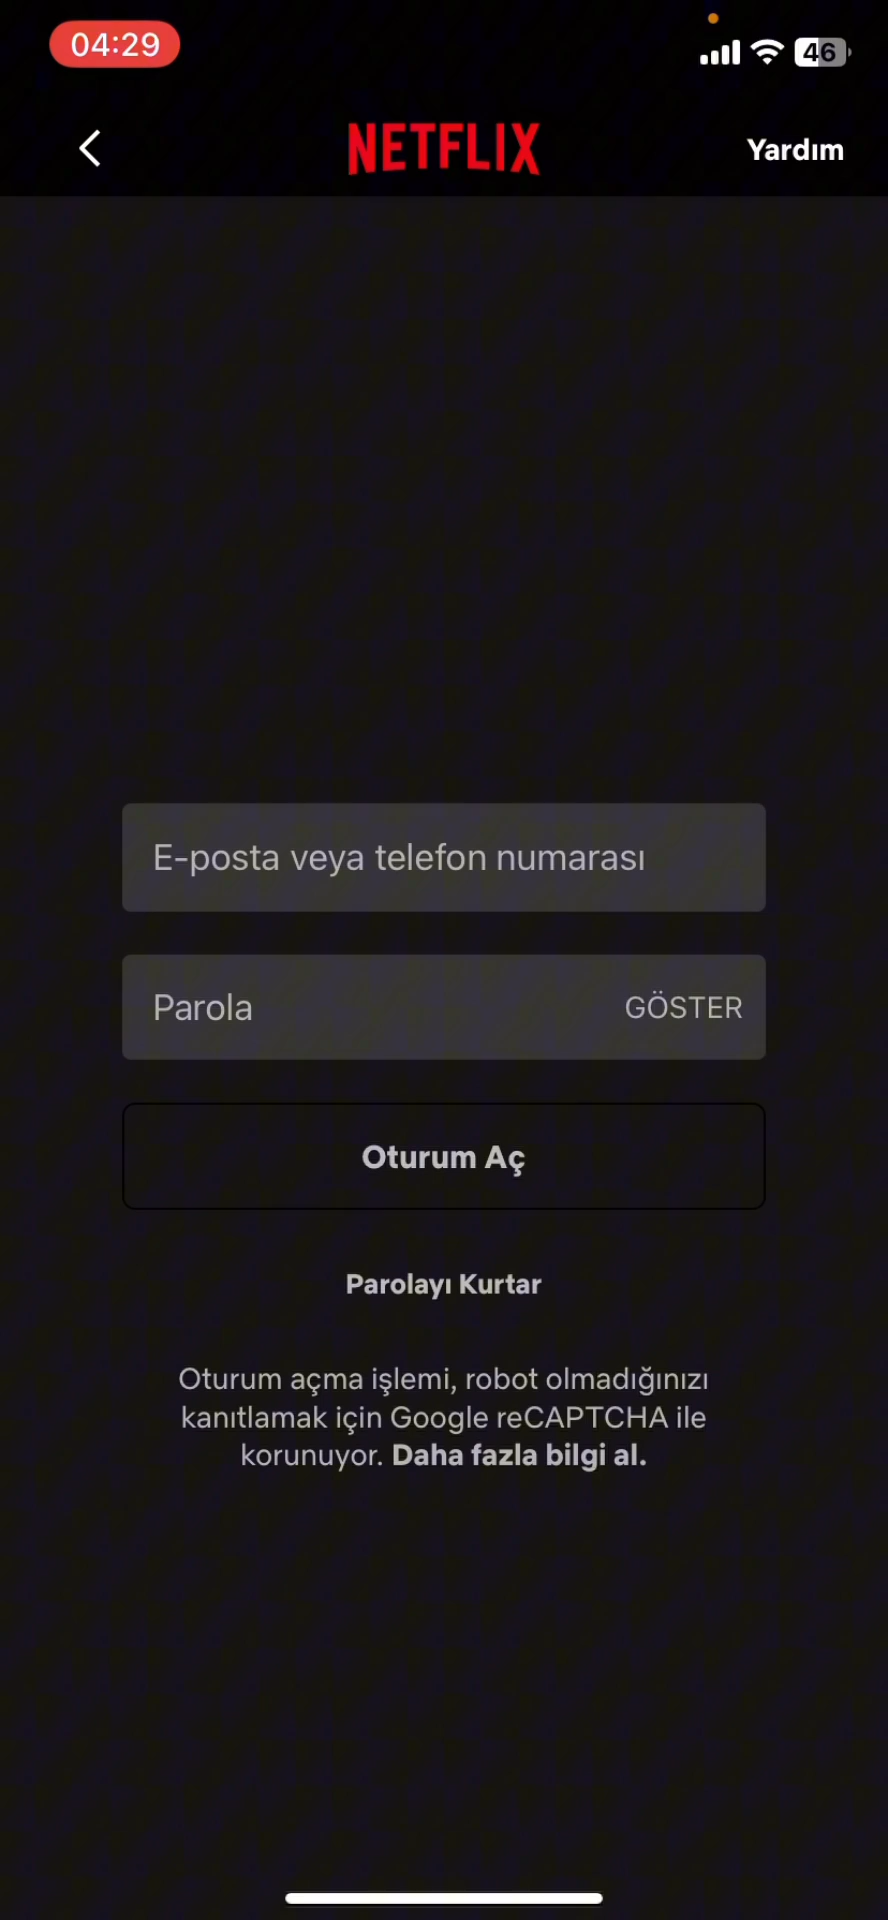 04:29
46
NETFLIX
Yardım
E-posta veya telefon numarası
Parola
GÖSTER
Oturum Aç
Parolayı Kurtar
Oturum açma işlemi, robot olmadığınızı
kanıtlamak için Google reCAPTCHA ile
korunuyor. Daha fazla bilgi al.